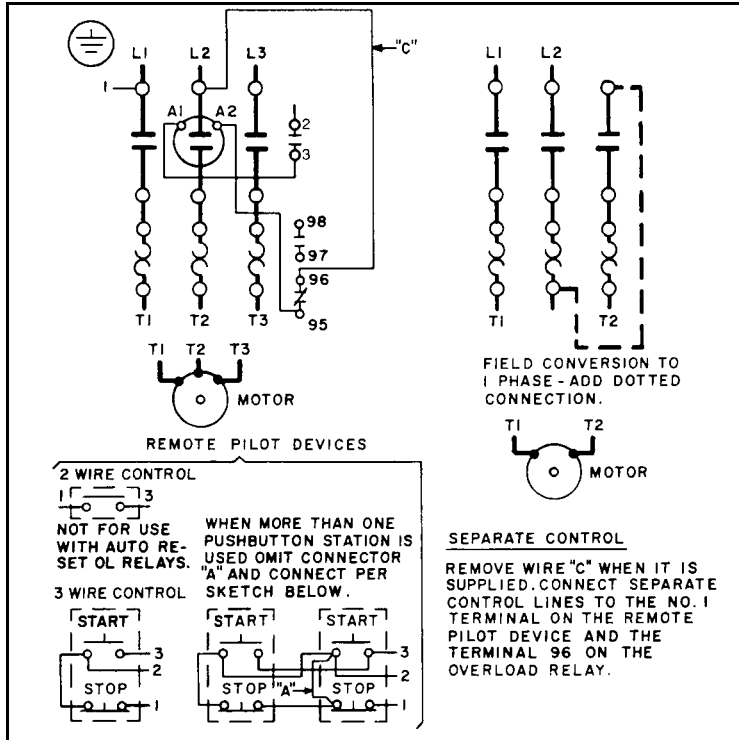 L1 L2 L3
"C"
1
A1 A2
2
3
98
97
96
95
T1 T2 T3
T1 T2 T3
MOTOR
L1 L2
T1 T2
FIELD CONVERSION TO
1 PHASE-ADD DOTTED
CONNECTION.
T1 T2
MOTOR
REMOTE PILOT DEVICES
2 WIRE CONTROL
1 3
NOT FOR USE
WITH AUTO RE-
SET OL RELAYS.
3 WIRE CONTROL
START
3
2
STOP
1
WHEN MORE THAN ONE
PUSHBUTTON STATION IS
USED OMIT CONNECTOR
"A" AND CONNECT PER
SKETCH BELOW.
START START
3
2
STOP "A" STOP
1
SEPARATE CONTROL
REMOVE WIRE "C" WHEN IT IS
SUPPLIED. CONNECT SEPARATE
CONTROL LINES TO THE NO. 1
TERMINAL ON THE REMOTE
PILOT DEVICE AND THE
TERMINAL 96 ON THE
OVERLOAD RELAY.